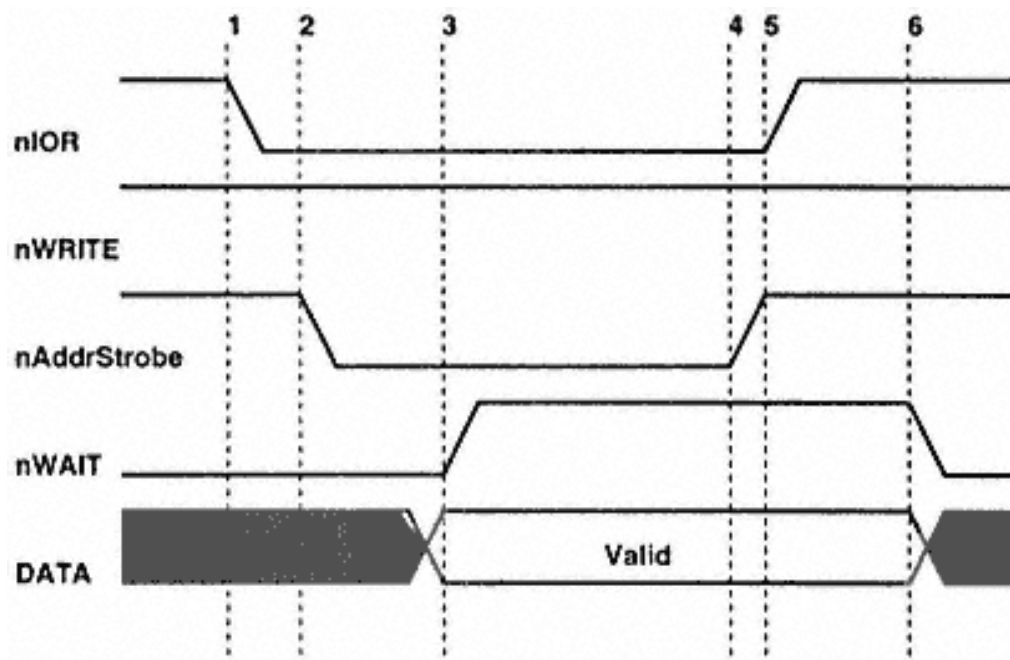 1 2 3 4 5 6
nIOR
nWRITE
nAddrStrobe
nWAIT
DATA
Valid